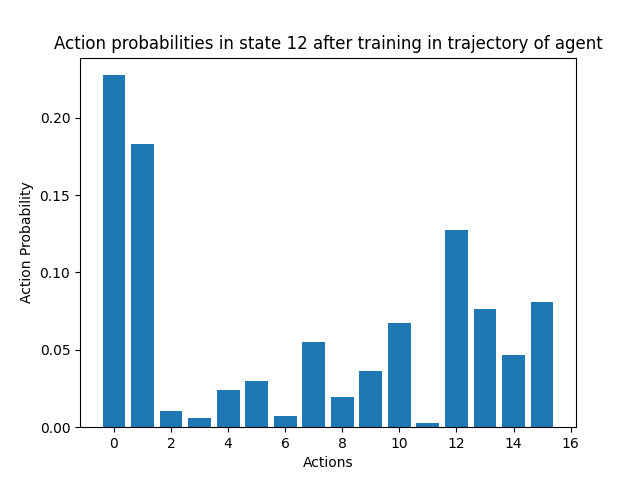 Action probabilities in state 12 after training in trajectory of agent
0.20
0.15
0.10
0.05
0.00
Action Probability
0 2 4 6 8 10 12 14 16
Actions